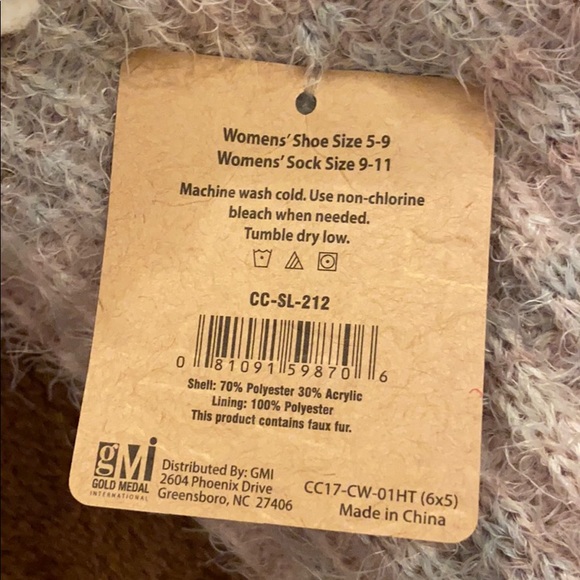 Womens' Shoe Size 5-9
Womens' Sock Size 9-11
Machine wash cold. Use non-chlorine
bleach when needed.
Tumble dry low.
CC-SL-212
0 81091 59870 6
Shell: 70% Polyester 30% Acrylic
Lining: 100% Polyester
This product contains faux fur.
gMi
GOLD MEDAL
INTERNATIONAL
Distributed By: GMI
2604 Phoenix Drive
Greensboro, NC 27406
CC17-CW-01HT (6x5)
Made in China